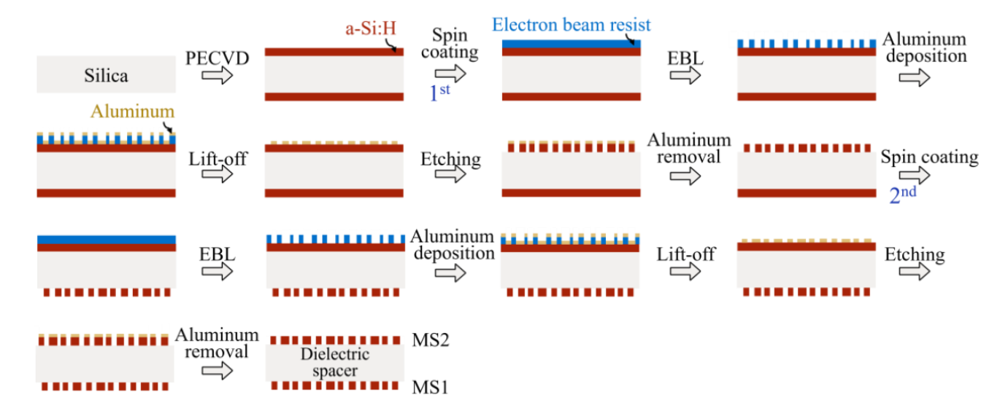 Silica
PECVD
a-Si:H
Spin
coating
1st
Electron beam resist
EBL
Aluminum
deposition
Aluminum
Lift-off
Etching
Aluminum
removal
Spin coating
2nd
EBL
Aluminum
deposition
Lift-off
Etching
Aluminum
removal
Dielectric
spacer
MS2
MS1